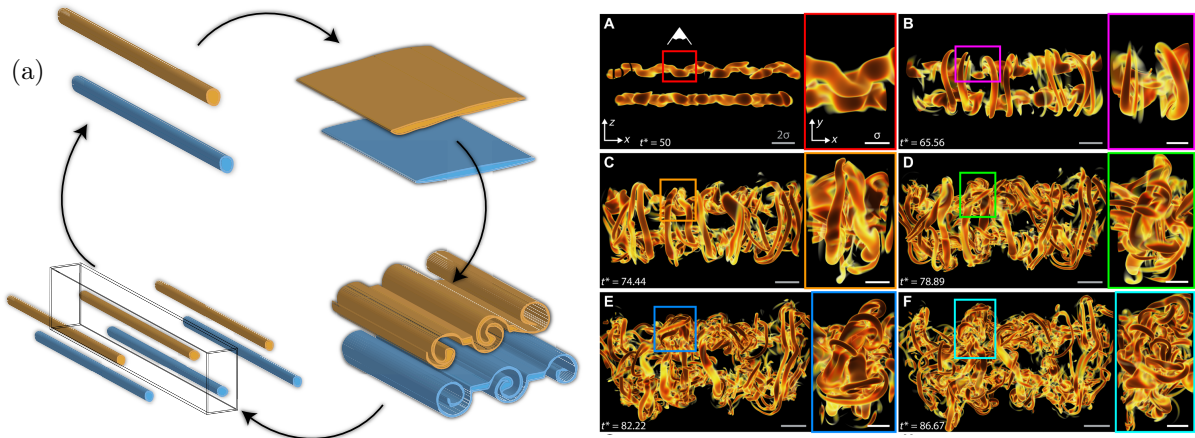 (a)
A
z
x
t* = 50
2σ
y
x
σ
B
t* = 65.56
C
t* = 74.44
D
t* = 78.89
E
t* = 82.22
F
t* = 86.67